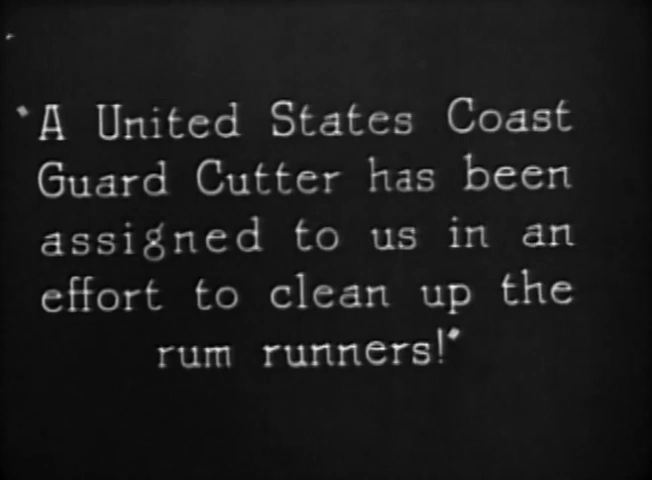 "A United States Coast
Guard Cutter has been
assigned to us in an
effort to clean up the
rum runners!"